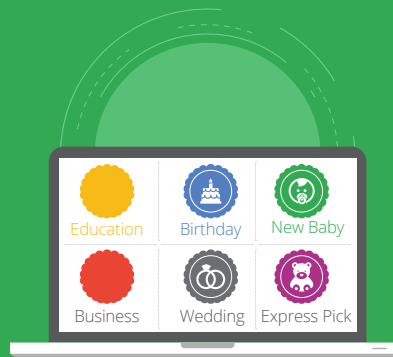 Education
Birthday
New Baby
Business
Wedding
Express Pick